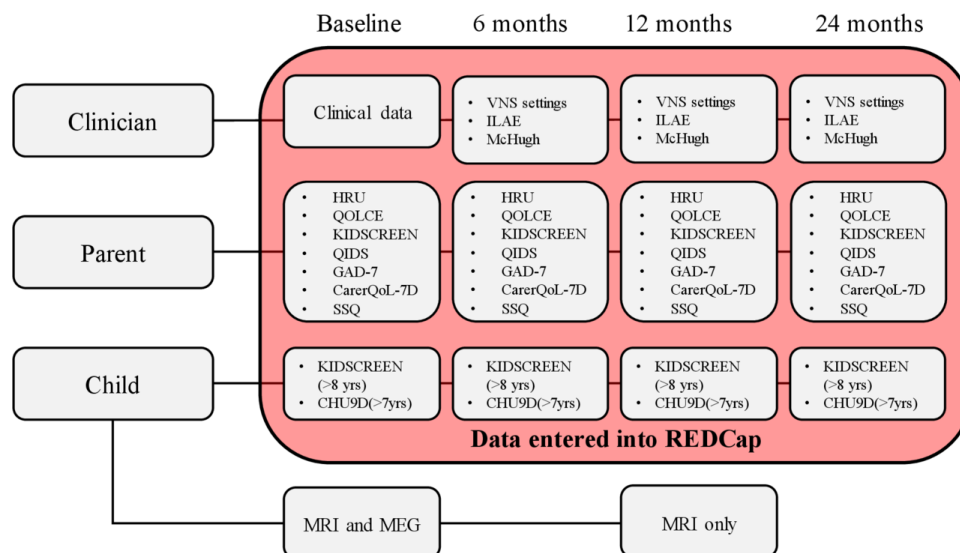 Baseline
6 months
12 months
24 months
Clinician
Clinical data
• VNS settings
• ILAE
• McHugh
• VNS settings
• ILAE
• McHugh
• VNS settings
• ILAE
• McHugh
Parent
• HRU
• QOLCE
• KIDSCREEN
• QIDS
• GAD-7
• CarerQoL-7D
• SSQ
• HRU
• QOLCE
• KIDSCREEN
• QIDS
• GAD-7
• CarerQoL-7D
• SSQ
• HRU
• QOLCE
• KIDSCREEN
• QIDS
• GAD-7
• CarerQoL-7D
• SSQ
• HRU
• QOLCE
• KIDSCREEN
• QIDS
• GAD-7
• CarerQoL-7D
• SSQ
Child
• KIDSCREEN
(>8 yrs)
• CHU9D(>7yrs)
• KIDSCREEN
(>8 yrs)
• CHU9D(>7yrs)
• KIDSCREEN
(>8 yrs)
• CHU9D(>7yrs)
• KIDSCREEN
(>8 yrs)
• CHU9D(>7yrs)
Data entered into REDCap
MRI and MEG
MRI only